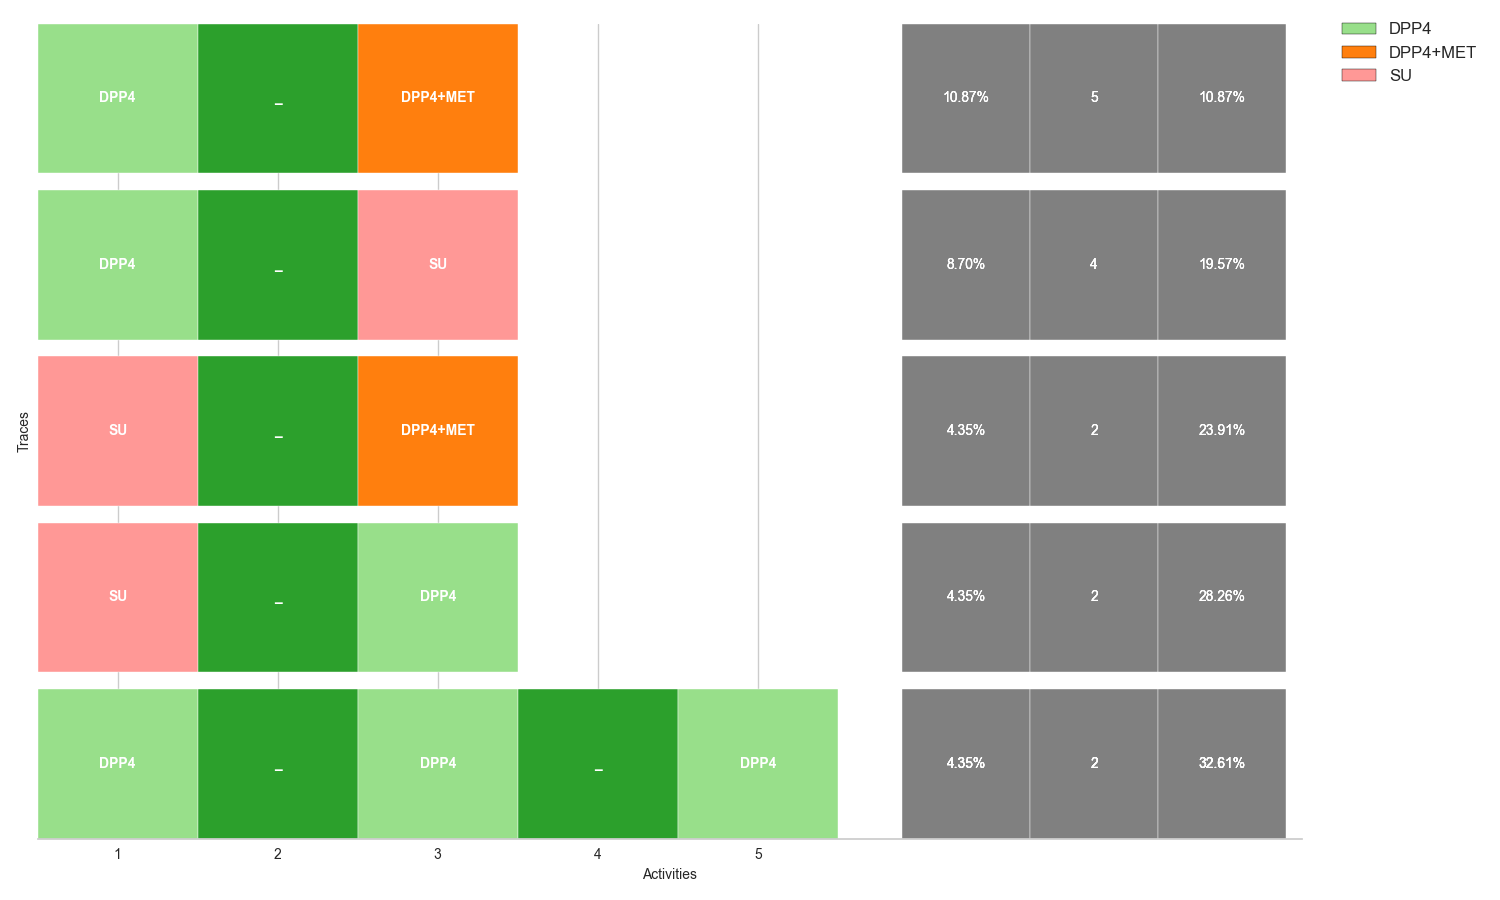 DPP4 _ DPP4+MET 10.87% 5 10.87%
DPP4
DPP4+MET
SU
DPP4 _ SU 8.70% 4 19.57%
SU _ DPP4+MET 4.35% 2 23.91%
Traces
SU _ DPP4 4.35% 2 28.26%
DPP4 _ DPP4 _ DPP4 4.35% 2 32.61%
1 2 3 4 5
Activities